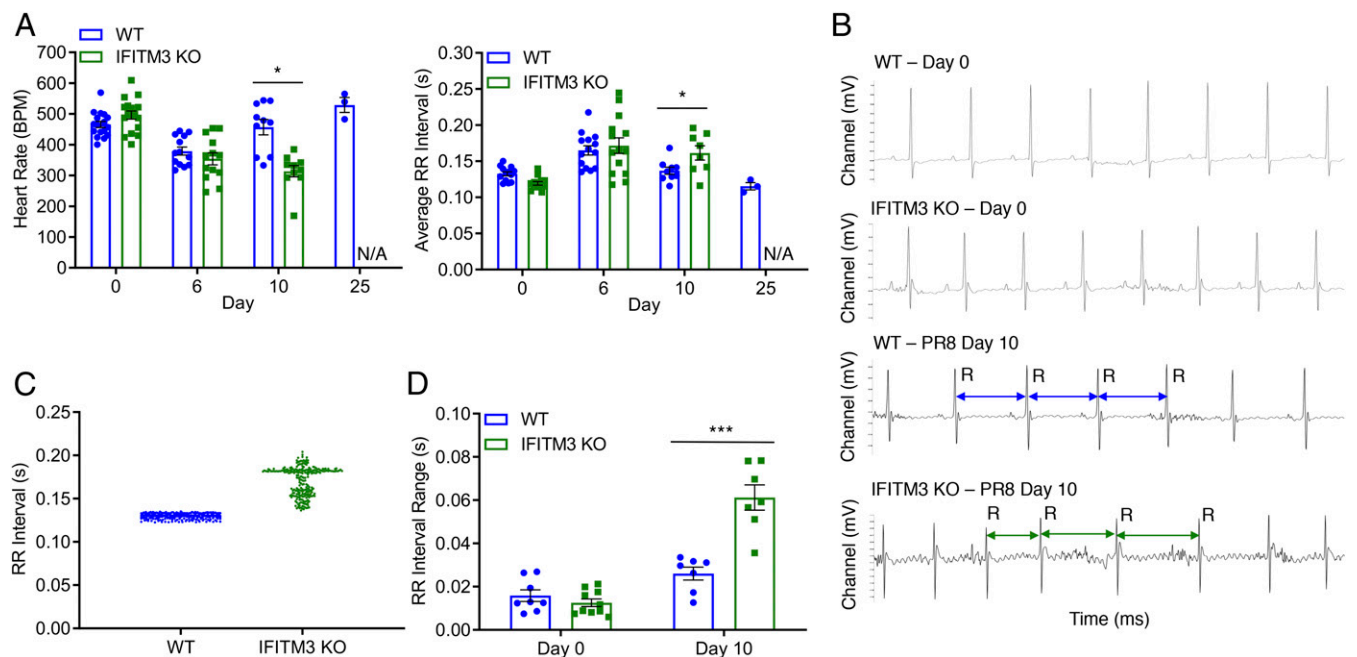 A
WT
IFITM3 KO
Heart Rate (BPM)
700
600
500
400
300
200
100
0
*
N/A
0 6 10 25
Day
WT
IFITM3 KO
Average RR Interval (s)
0.30
0.25
0.20
0.15
0.10
0.05
0.00
*
N/A
0 6 10 25
Day
B
WT – Day 0
Channel (mV)
IFITM3 KO – Day 0
Channel (mV)
WT – PR8 Day 10
Channel (mV)
R R R R
IFITM3 KO – PR8 Day 10
Channel (mV)
R R R R
Time (ms)
C
RR Interval (s)
0.25
0.20
0.15
0.10
0.05
0.00
WT IFITM3 KO
D
WT
IFITM3 KO
RR Interval Range (s)
0.10
0.08
0.06
0.04
0.02
0.00
***
Day 0 Day 10